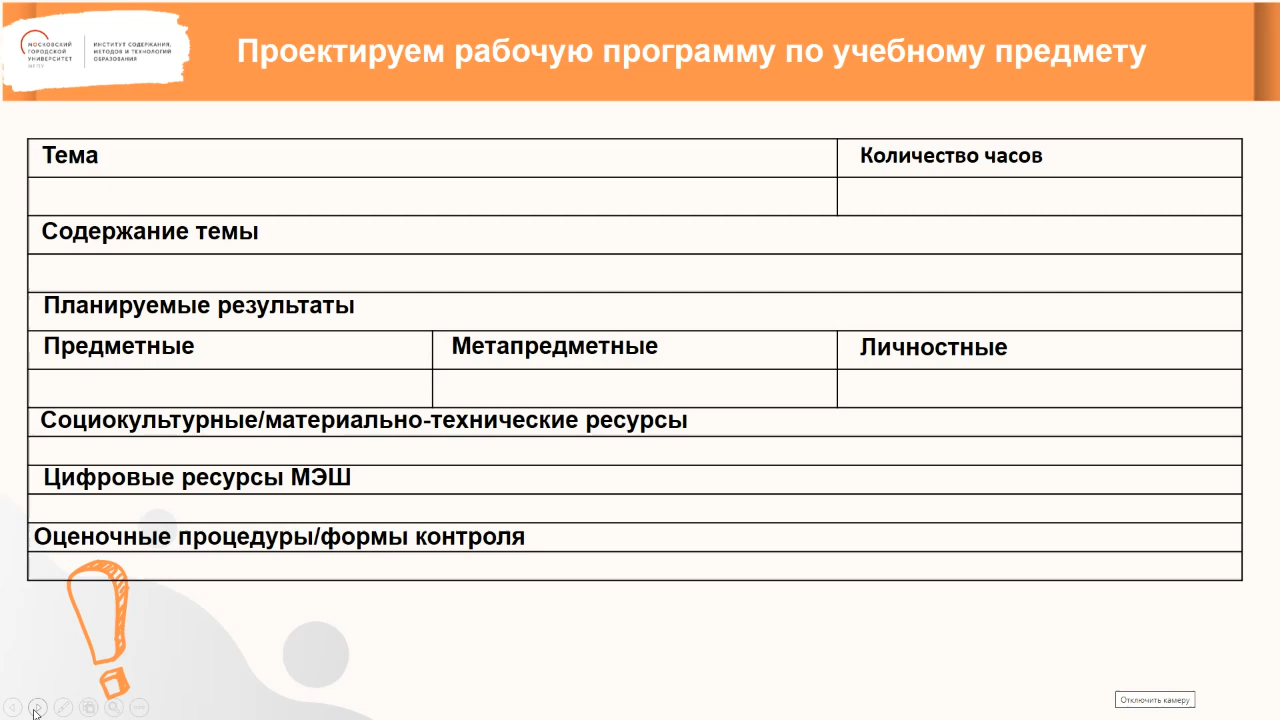 Проектируем рабочую программу по учебному предмету
МОСКОВСКИЙ
ГОРОДСКОЙ
УНИВЕРСИТЕТ
МГПУ
ИНСТИТУТ СОДЕРЖАНИЯ,
МЕТОДОВ И ТЕХНОЛОГИЙ
ОБРАЗОВАНИЯ
Тема
Количество часов
Содержание темы
Планируемые результаты
Предметные
Метапредметные
Личностные
Социокультурные/материально-технические ресурсы
Цифровые ресурсы МЭШ
Оценочные процедуры/формы контроля
Отключить камеру